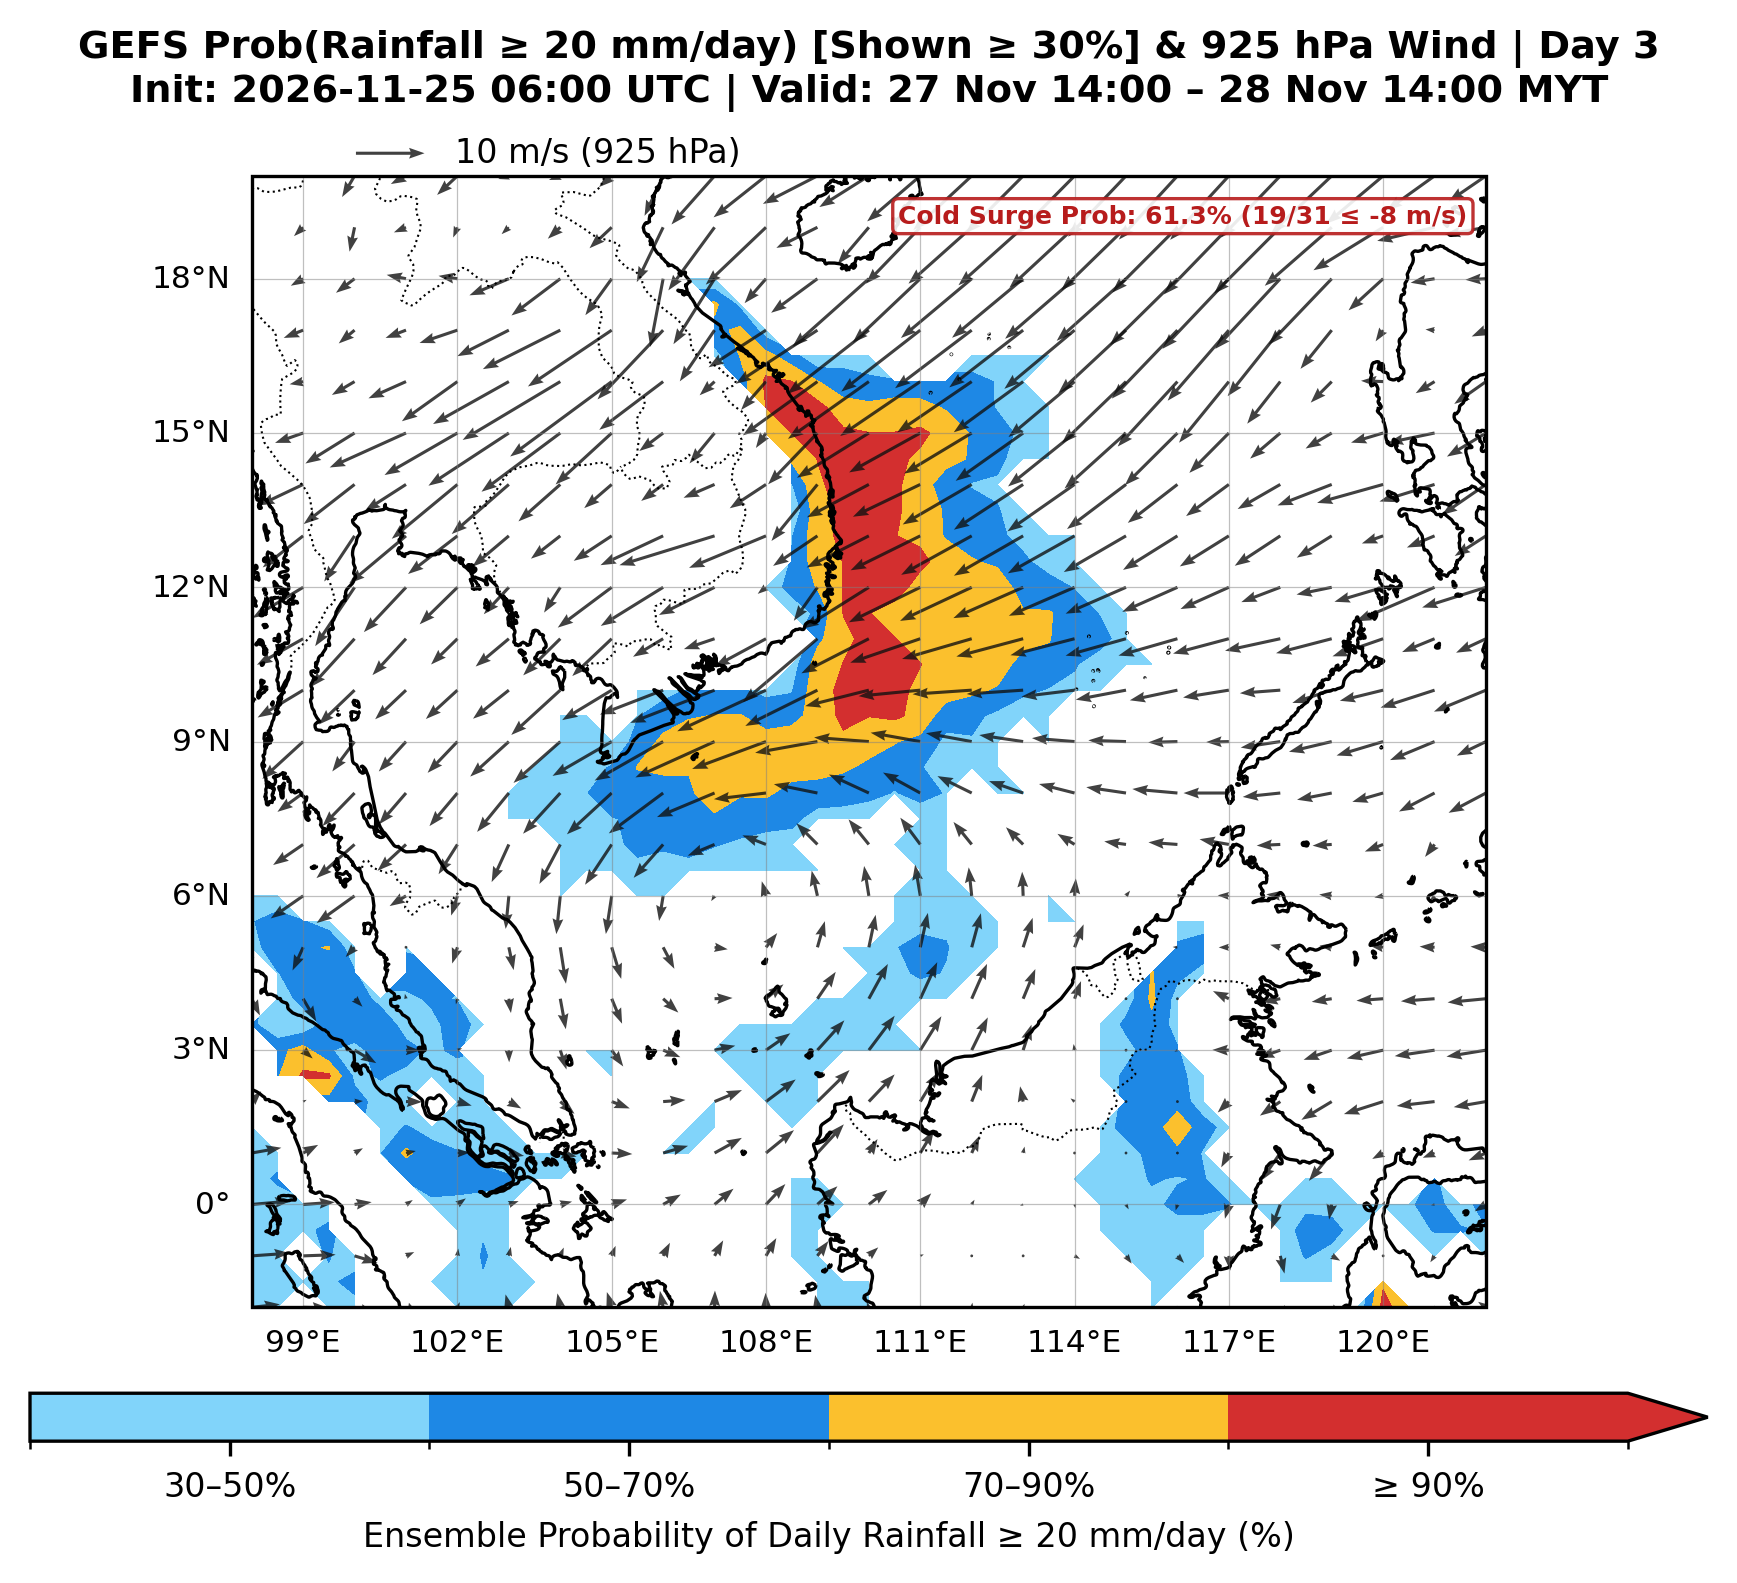 GEFS Prob(Rainfall ≥ 20 mm/day) [Shown ≥ 30%] & 925 hPa Wind | Day 3
Init: 2026-11-25 06:00 UTC | Valid: 27 Nov 14:00 – 28 Nov 14:00 MYT
10 m/s (925 hPa)
Cold Surge Prob: 61.3% (19/31 ≤ -8 m/s)
18°N
15°N
12°N
9°N
6°N
3°N
0°
99°E 102°E 105°E 108°E 111°E 114°E 117°E 120°E
30–50% 50–70% 70–90% ≥ 90%
Ensemble Probability of Daily Rainfall ≥ 20 mm/day (%)